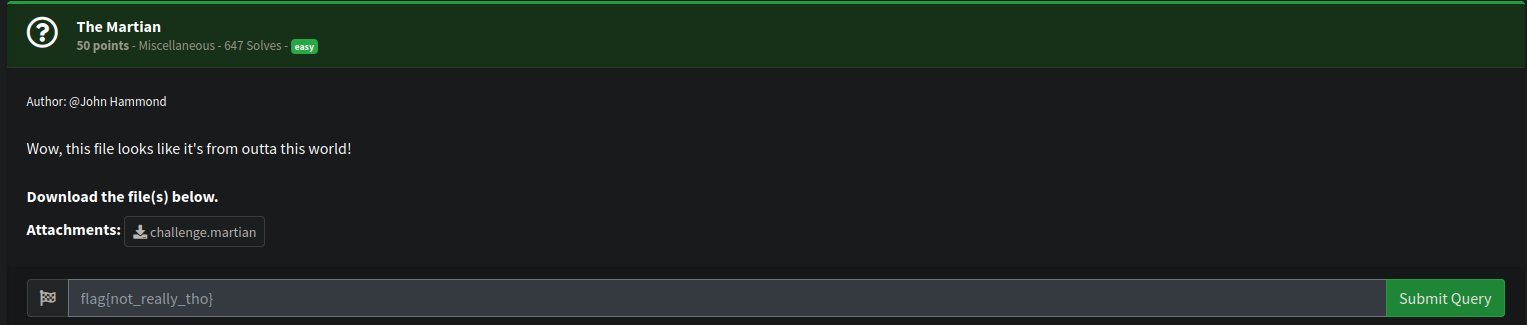 The Martian
50 points - Miscellaneous - 647 Solves - easy
Author: @John Hammond
Wow, this file looks like it's from outta this world!
Download the file(s) below.
Attachments: challenge.martian
flag{not_really_tho} Submit Query